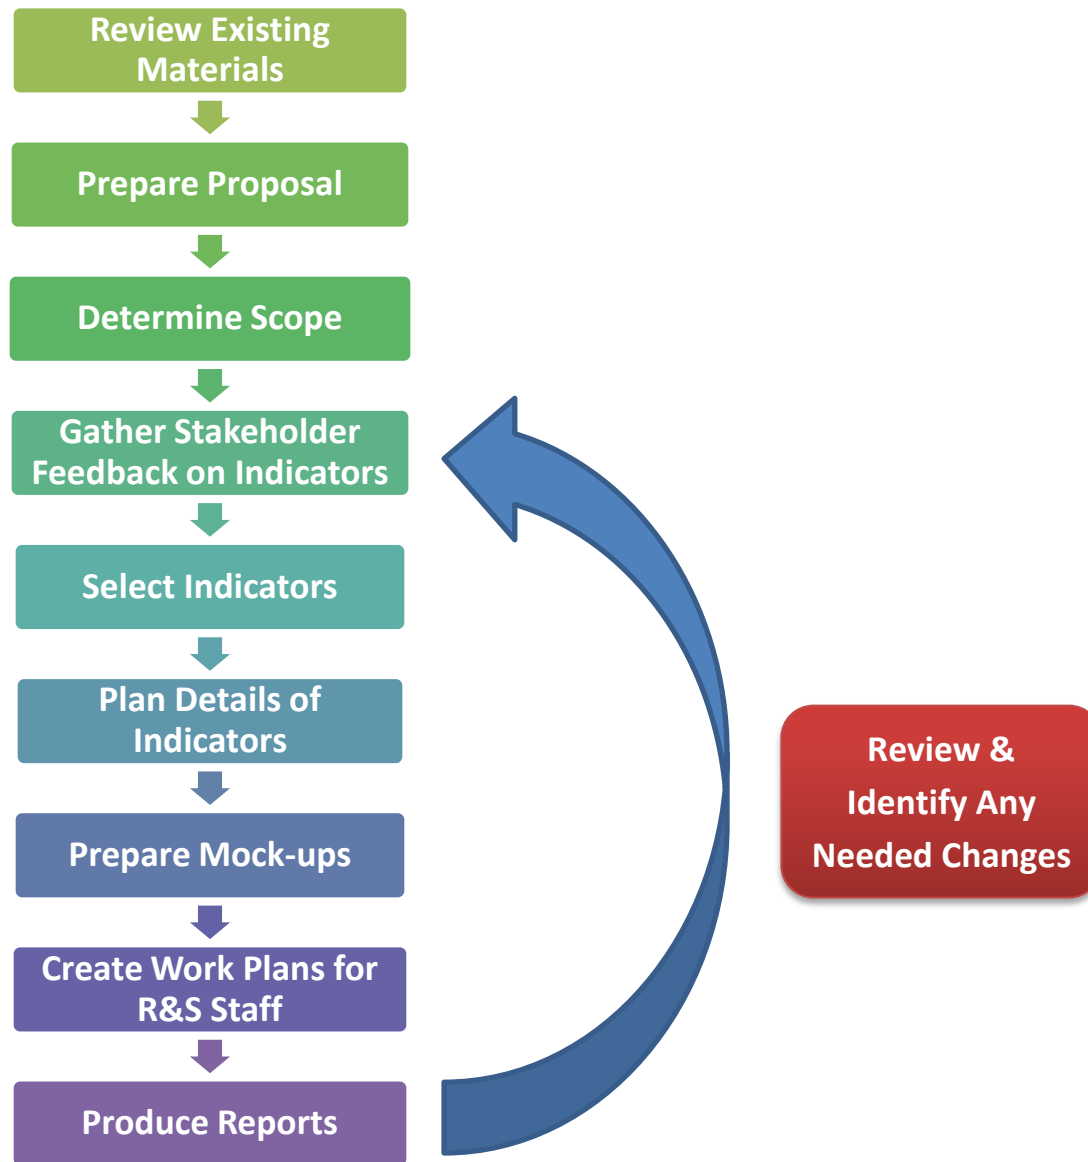 Review Existing
Materials
Prepare Proposal
Determine Scope
Gather Stakeholder
Feedback on Indicators
Select Indicators
Plan Details of
Indicators
Prepare Mock-ups
Create Work Plans for
R&S Staff
Produce Reports
Review &
Identify Any
Needed Changes